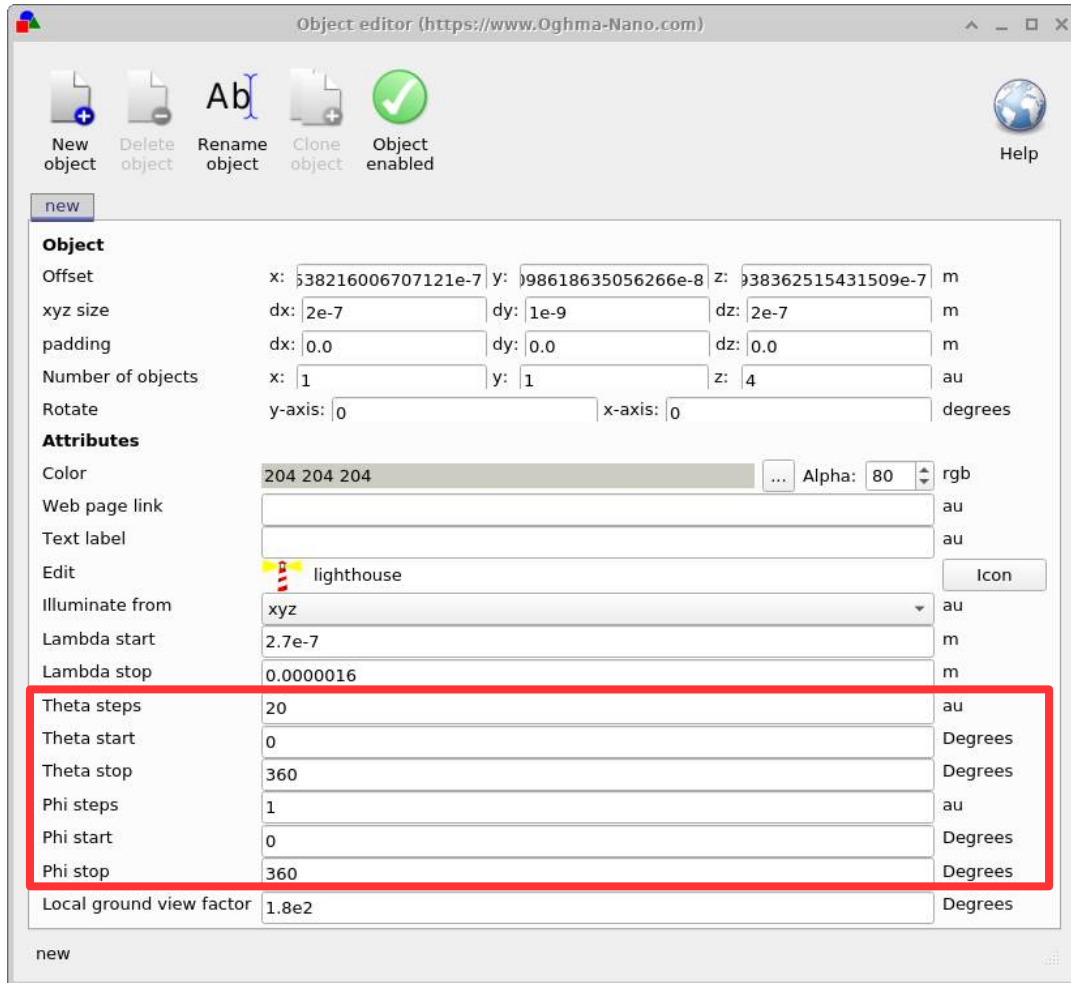 Object editor (https://www.Oghma-Nano.com)
New object
Delete object
Ab
Rename object
Clone object
Object enabled
Help
new
Object
Offset x: 538216006707121e-7 y: 098618635056266e-8 z: 938362515431509e-7 m
xyz size dx: 2e-7 dy: 1e-9 dz: 2e-7 m
padding dx: 0.0 dy: 0.0 dz: 0.0 m
Number of objects x: 1 y: 1 z: 4 au
Rotate y-axis: 0 x-axis: 0 degrees
Attributes
Color 204 204 204 ... Alpha: 80 rgb
Web page link au
Text label au
Edit lighthouse Icon
Illuminate from xyz au
Lambda start 2.7e-7 m
Lambda stop 0.0000016 m
Theta steps 20 au
Theta start 0 Degrees
Theta stop 360 Degrees
Phi steps 1 au
Phi start 0 Degrees
Phi stop 360 Degrees
Local ground view factor 1.8e2 Degrees
new